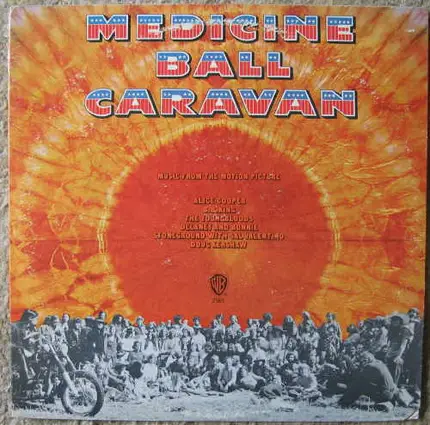 MEDICINE
BALL
CARAVAN
MUSIC FROM THE MOTION PICTURE
ALICE COOPER
B.B. KING
THE YOUNGBLOODS
DELANEY AND BONNIE
STONEGROUND WITH SAL VALENTINO
DOUG KERSHAW
WB